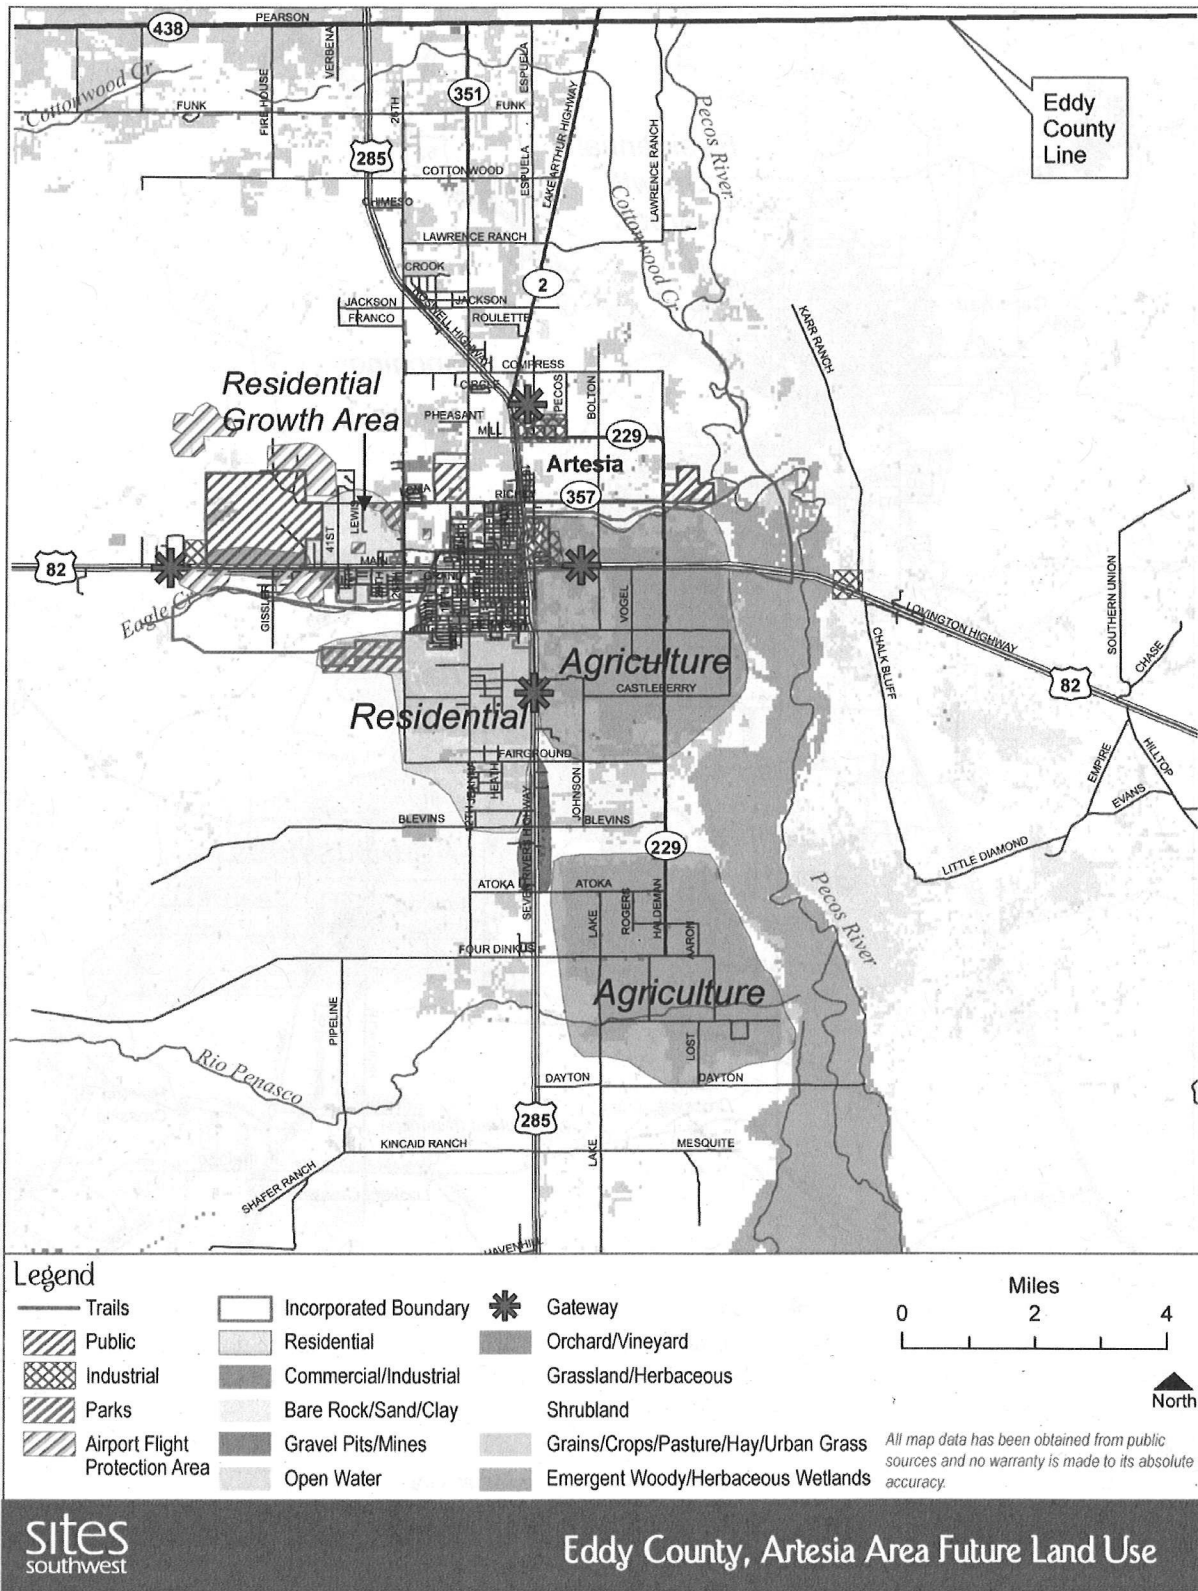 PEARSON
438
VERBENA
ESPUELA
Cottonwood Cr
FIRE HOUSE
351
FUNK
26TH
FUNK
LAKE ARTHUR HIGHWAY
LAWRENCE RANCH
Pecos River
Eddy
County
Line
285
COTTONWOOD
ESPUELA
CHIMESO
Cottonwood Cr
LAWRENCE RANCH
CROOK
2
JACKSON
JACKSON
FRANCO
ROSWELL HIGHWAY
ROULETTE
KARR RANCH
COMPRESS
Residential
Growth Area
CIRCLE
PECOS
BOLTON
PHEASANT
MILL
229
Artesia
RICHEY
357
LEWIS
41ST
MAIN
82
GRAND
VOGEL
GISSLER
Eagle Cr
LOVINGTON HIGHWAY
SOUTHERN UNION
CHASE
CHALK BLUFF
Agriculture
CASTLEBERRY
82
Residential
FAIRGROUND
HEATH
JOHNSON
EMPIRE
HILLTOP
EVANS
BLEVINS
BLEVINS
SEVEN RIVERS HIGHWAY
229
LITTLE DIAMOND
ATOKA
ATOKA
LAKE
ROGERS
HALDEMAN
AARON
Pecos River
FOUR DINKUS
Agriculture
PIPELINE
LOST
Rio Penasco
DAYTON
DAYTON
285
KINCAID RANCH
LAKE
MESQUITE
SHAFER RANCH
HAVENHILL
Legend
Trails
Public
Industrial
Parks
Airport Flight
Protection Area
Incorporated Boundary
Residential
Commercial/Industrial
Bare Rock/Sand/Clay
Gravel Pits/Mines
Open Water
Gateway
Orchard/Vineyard
Grassland/Herbaceous
Shrubland
Grains/Crops/Pasture/Hay/Urban Grass
Emergent Woody/Herbaceous Wetlands
Miles
0 2 4
North
All map data has been obtained from public
sources and no warranty is made to its absolute
accuracy.
sites
southwest
Eddy County, Artesia Area Future Land Use